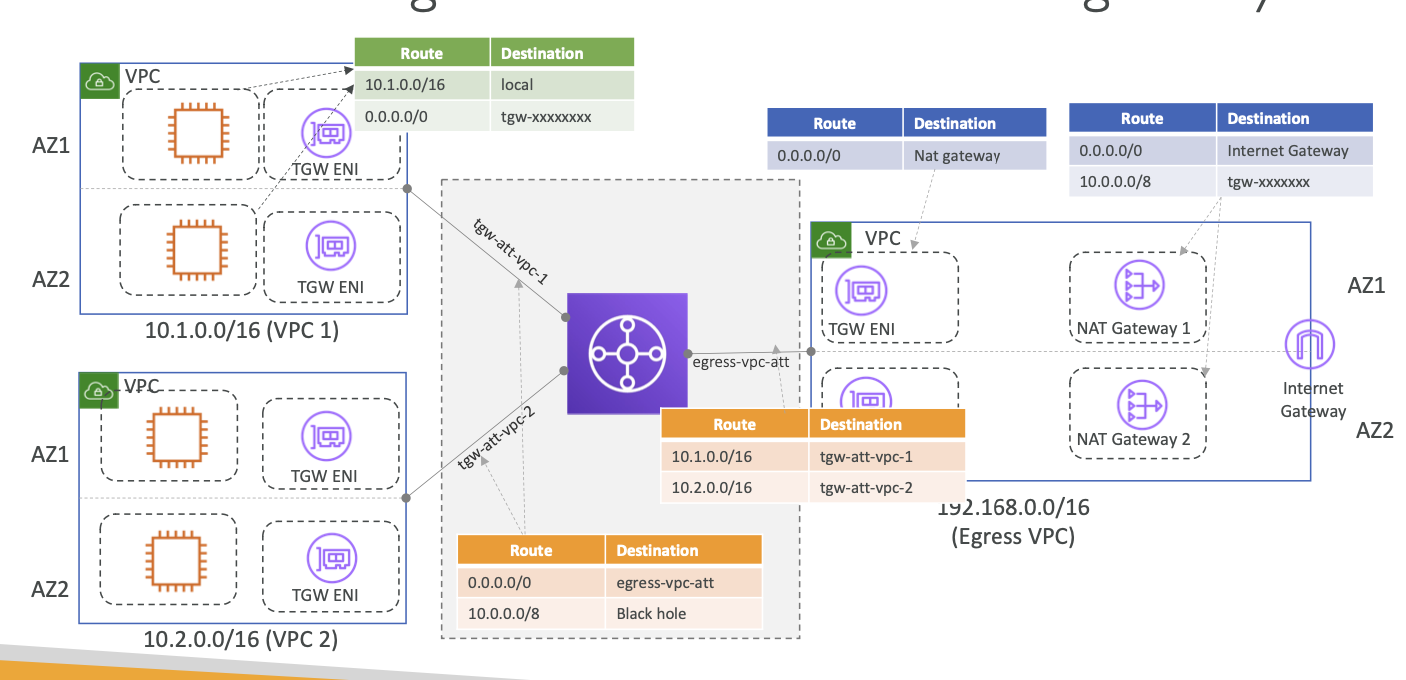 VPC
AZ1
TGW ENI
AZ2
TGW ENI
10.1.0.0/16 (VPC 1)
Route Destination
10.1.0.0/16 local
0.0.0.0/0 tgw-xxxxxxxx
VPC
AZ1
TGW ENI
AZ2
TGW ENI
10.2.0.0/16 (VPC 2)
tgw-att-vpc-1
tgw-att-vpc-2
egress-vpc-att
Route Destination
0.0.0.0/0 egress-vpc-att
10.0.0.0/8 Black hole
Route Destination
10.1.0.0/16 tgw-att-vpc-1
10.2.0.0/16 tgw-att-vpc-2
Route Destination
0.0.0.0/0 Nat gateway
Route Destination
0.0.0.0/0 Internet Gateway
10.0.0.0/8 tgw-xxxxxxx
VPC
TGW ENI
NAT Gateway 1
AZ1
NAT Gateway 2
Internet
Gateway
AZ2
192.168.0.0/16
(Egress VPC)